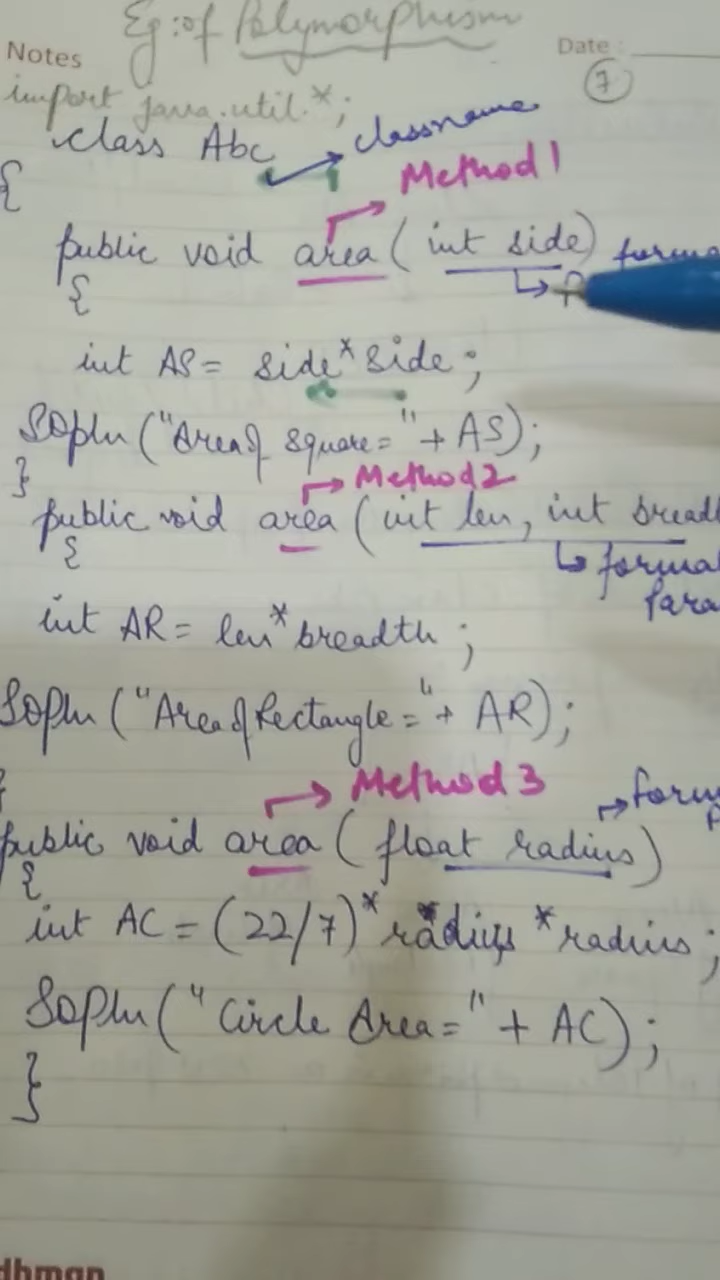 Eg:of Polymorphism
Notes
Date :
7
import java.util.*;
class Abc
classname
{
Method 1
public void area ( int side)
{
int AS = side*side ;
SOPln ("Area of square = " + AS);
}
Method 2
public void area ( int len, int breadt
formal
para
{
int AR = len*breadth ;
SOPln ("Area of Rectangle = " + AR);
}
Method 3
public void area ( float radius)
{
int AC = (22/7)* radius *radius ;
SOPln ("Circle Area = " + AC);
}
dhman